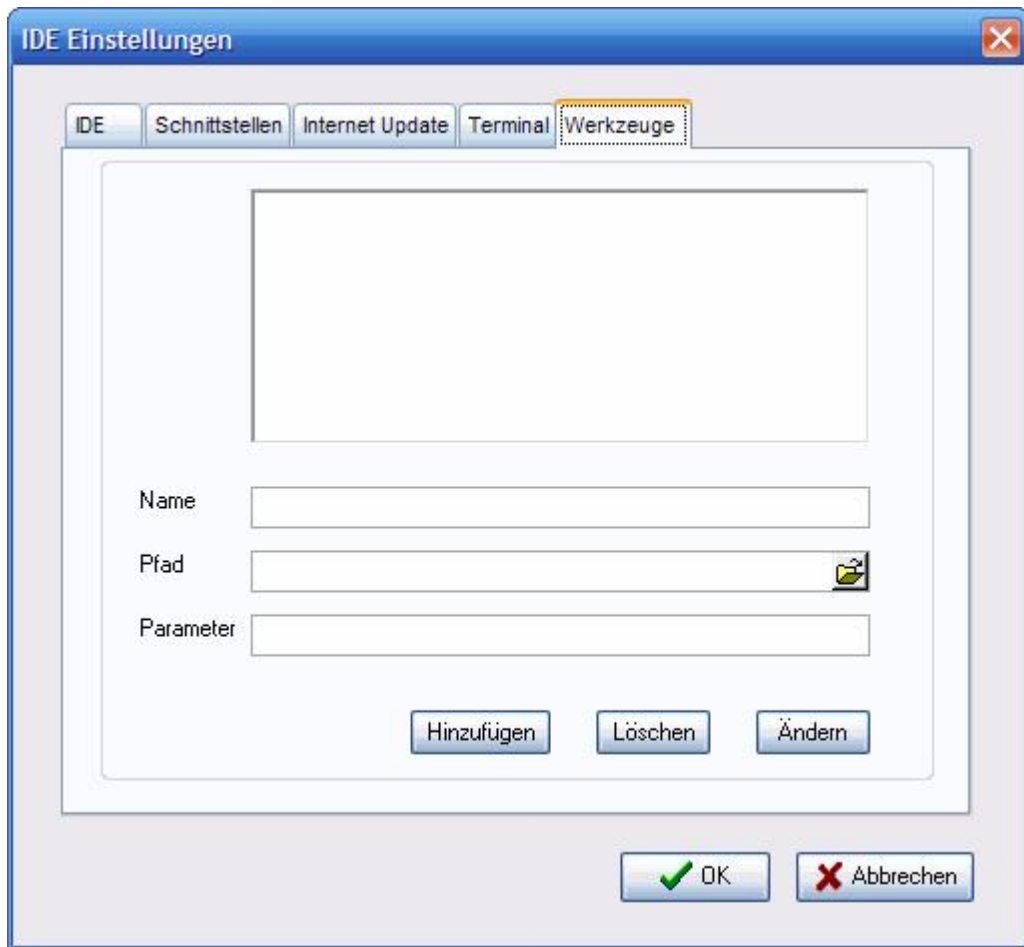 IDE Einstellungen
IDE Schnittstellen Internet Update Terminal Werkzeuge
Name
Pfad
Parameter
Hinzufügen Löschen Ändern
OK Abbrechen